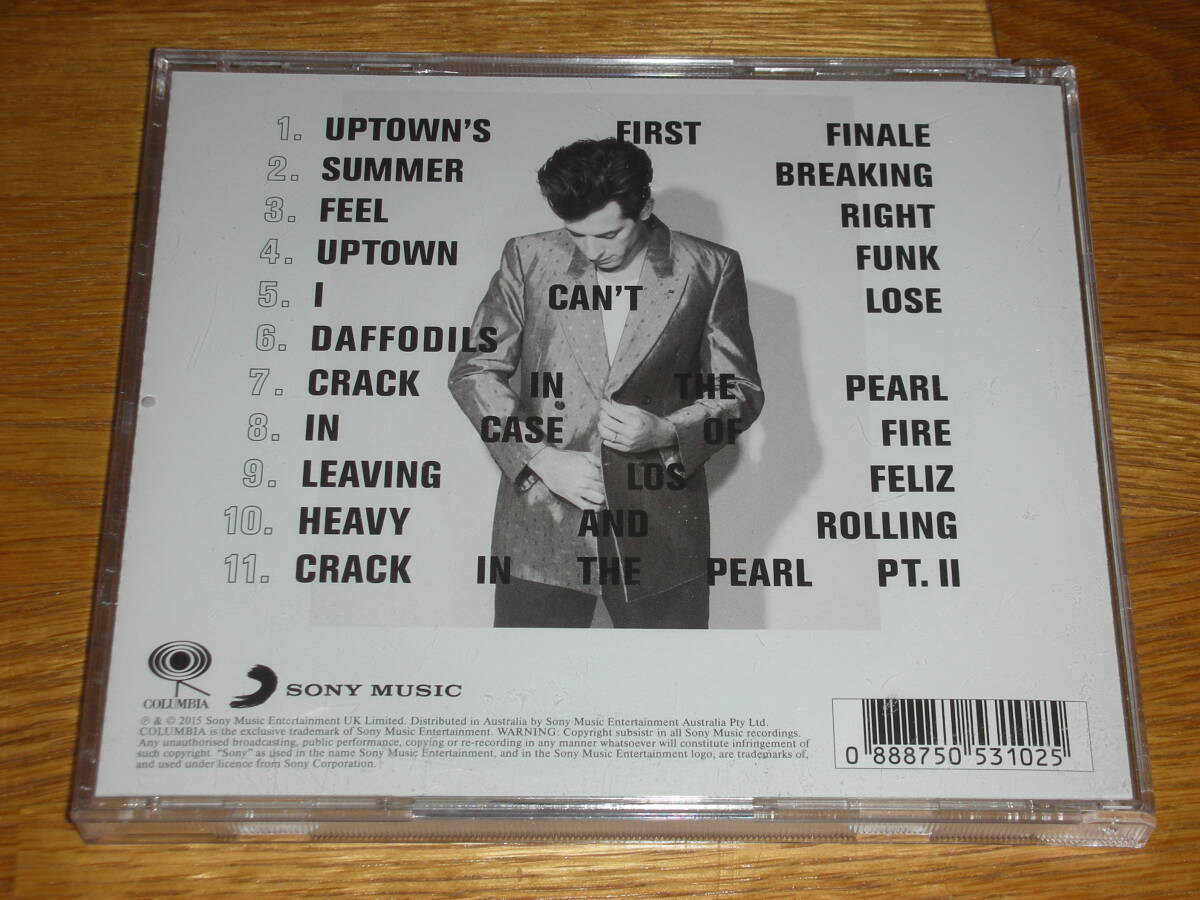 1. UPTOWN'S FIRST FINALE
2. SUMMER BREAKING
3. FEEL RIGHT
4. UPTOWN FUNK
5. I CAN'T LOSE
6. DAFFODILS
7. CRACK IN THE PEARL
8. IN CASE OF FIRE
9. LEAVING LOS FELIZ
10. HEAVY AND ROLLING
11. CRACK IN THE PEARL PT. II
COLUMBIA
SONY MUSIC
℗ & © 2015 Sony Music Entertainment UK Limited. Distributed in Australia by Sony Music Entertainment Australia Pty Ltd.
COLUMBIA is the exclusive trademark of Sony Music Entertainment. WARNING: Copyright subsistr in all Sony Music recordings.
Any unauthorised broadcasting, public performance, copying or re-recording in any manner whatsoever will constitute infringement of
such copyright. "Sony" as used in the name Sony Music Entertainment, and in the Sony Music Entertainment logo, are trademarks of,
and used under licence from Sony Corporation.
0 888750 531025